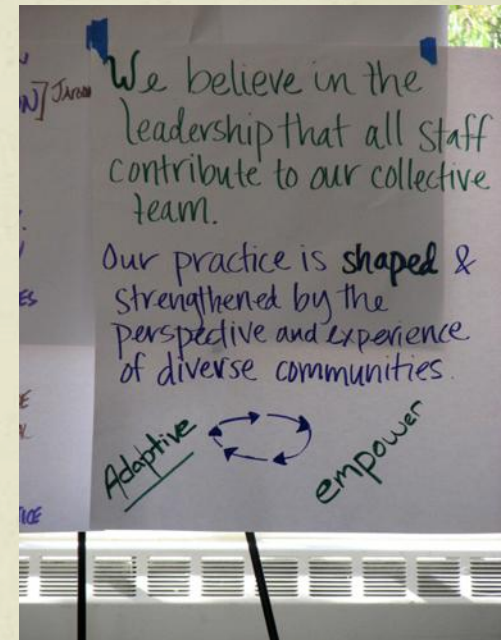 N] Jargon
We believe in the
leadership that all staff
contribute to our collective
team.
Our practice is shaped &
strengthened by the
perspective and experience
of diverse communities.
Adaptive
empower